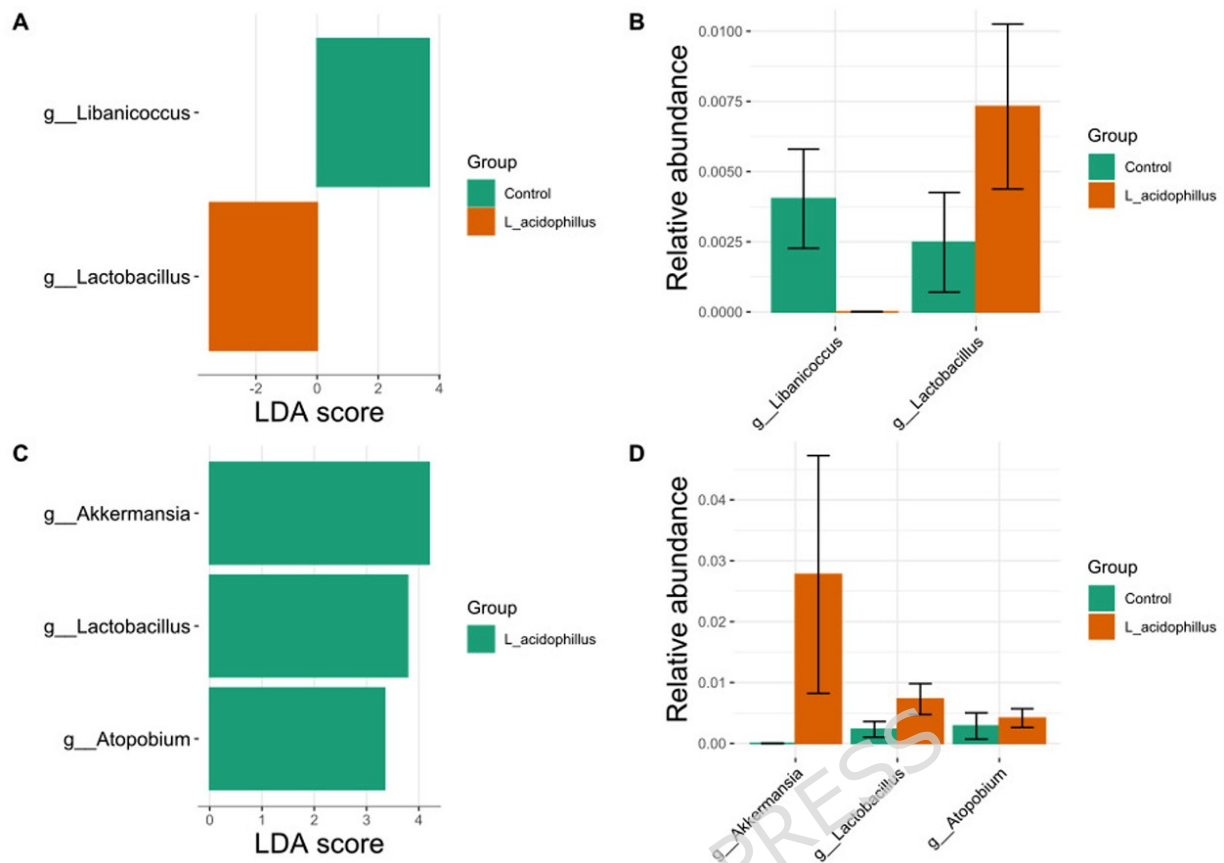 A
g__Libanicoccus
g__Lactobacillus
-2
0
2
4
LDA score
Group
Control
L_acidophillus
B
Relative abundance
0.0100
0.0075
0.0050
0.0025
0.0000
g__Libanicoccus
g__Lactobacillus
Group
Control
L_acidophillus
C
g__Akkermansia
g__Lactobacillus
g__Atopobium
0
1
2
3
4
LDA score
Group
L_acidophillus
D
Relative abundance
0.04
0.03
0.02
0.01
0.00
g__Akkermansia
g__Lactobacillus
g__Atopobium
Group
Control
L_acidophillus
PRESS